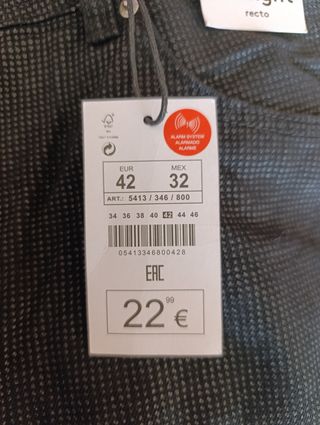 recto
FSC
ALARM SYSTEM
ALARMADO
ALARME
EUR
42
MEX
32
ART.: 5413 / 346 / 800
34 36 38 40 42 44 46
05413346800428
EAC
22 99 €